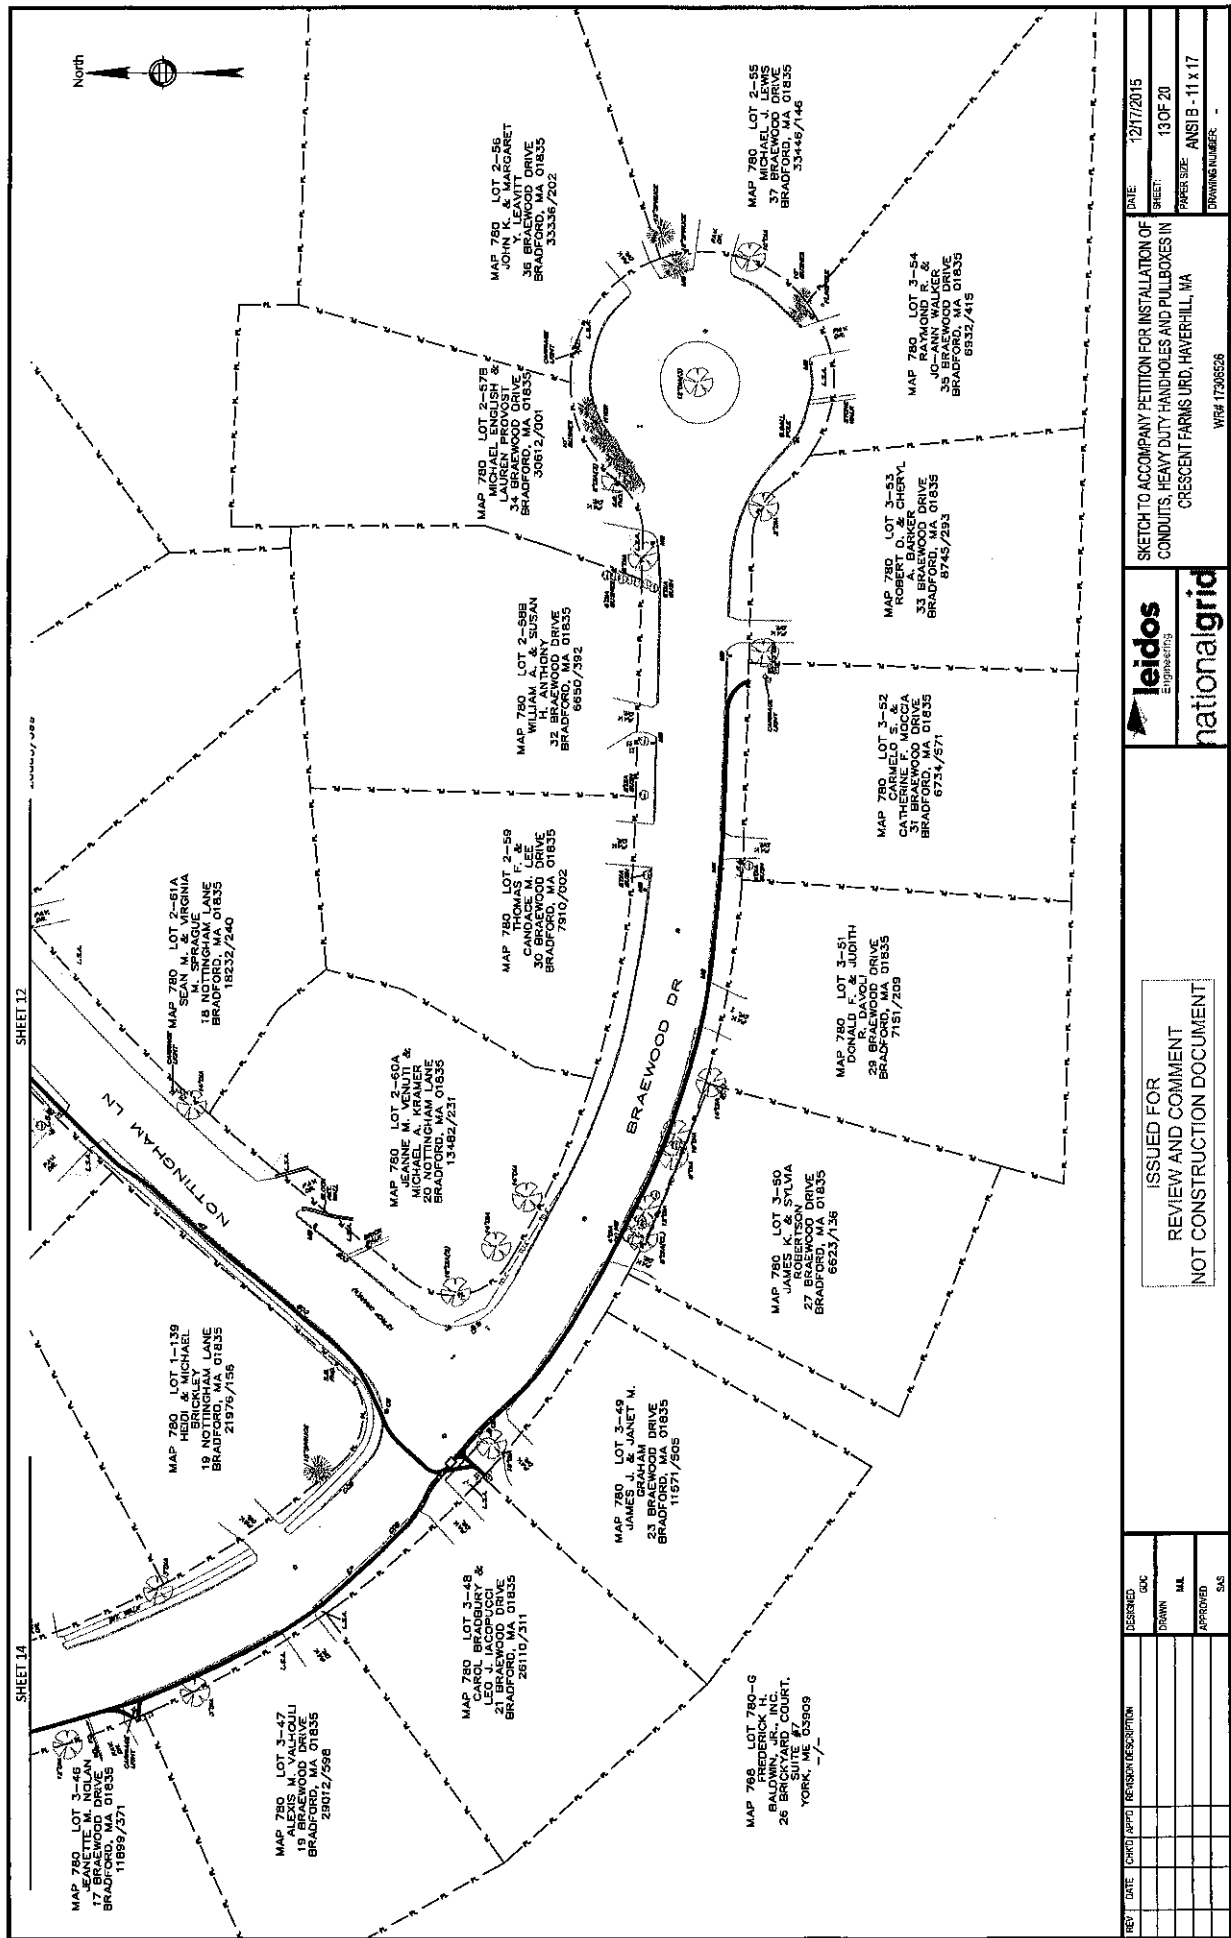 SHEET 14
SHEET 12
North
MAP 780 LOT 3-46
JEANETTE M. NOLAN
17 BRAEWOOD DRIVE
BRADFORD, MA 01835
11899/371
MAP 780 LOT 3-47
ALEXIS M. VALHOULI
19 BRAEWOOD DRIVE
BRADFORD, MA 01835
29012/598
MAP 780 LOT 3-48
CAROL BRADBURY &
LEO J. IACOPUCCI
21 BRAEWOOD DRIVE
BRADFORD, MA 01835
26110/311
MAP 780 LOT 3-49
JAMES J. & JANET M.
GRAHAM
23 BRAEWOOD DRIVE
BRADFORD, MA 01835
11571/505
MAP 768 LOT 780-G
FREDERICK H.
BALDWIN, JR., INC.
26 BRICKYARD COURT,
SUITE #7
YORK, ME 03909
-/-
MAP 780 LOT 1-139
HEIDI & MICHAEL
BRICKLEY
19 NOTTINGHAM LANE
BRADFORD, MA 01835
21976/156
NOTTINGHAM LN
MAP 780 LOT 2-61A
SEAN M. & VIRGINIA
M. SPRAGUE
18 NOTTINGHAM LANE
BRADFORD, MA 01835
18232/240
MAP 780 LOT 2-60A
JEANNE M. VENUTI &
MICHAEL A. KRAMER
20 NOTTINGHAM LANE
BRADFORD, MA 01835
13482/231
BRAEWOOD DR
MAP 780 LOT 3-50
JAMES K. & SYLVIA
ROBERTSON
27 BRAEWOOD DRIVE
BRADFORD, MA 01835
6623/136
MAP 780 LOT 3-51
DONALD F. & JUDITH
R. DAVOLI
29 BRAEWOOD DRIVE
BRADFORD, MA 01835
7151/209
MAP 780 LOT 2-59
THOMAS F. &
CANDACE M. LEE
30 BRAEWOOD DRIVE
BRADFORD, MA 01835
7910/002
MAP 780 LOT 2-58B
WILLIAM A. & SUSAN
H. ANTHONY
32 BRAEWOOD DRIVE
BRADFORD, MA 01835
6650/392
MAP 780 LOT 3-52
CARMELO S. &
CATHERINE F. MOCCIA
31 BRAEWOOD DRIVE
BRADFORD, MA 01835
6734/571
MAP 780 LOT 3-53
ROBERT D. & CHERYL
A. BARKER
33 BRAEWOOD DRIVE
BRADFORD, MA 01835
8745/293
MAP 780 LOT 2-57B
MICHAEL ENGLISH &
LAUREN PROVOST
34 BRAEWOOD DRIVE
BRADFORD, MA 01835
30612/001
MAP 780 LOT 2-56
JOHN K. & MARGARET
Y. LEAVITT
36 BRAEWOOD DRIVE
BRADFORD, MA 01835
33336/202
MAP 780 LOT 2-55
MICHAEL J. LEWIS
37 BRAEWOOD DRIVE
BRADFORD, MA 01835
33446/146
MAP 780 LOT 3-54
RAYMOND R. &
JO-ANN WALKER
35 BRAEWOOD DRIVE
BRADFORD, MA 01835
6932/415
REV DATE CHK'D APP'D REVISION DESCRIPTION
DESIGNED
GDC
DRAWN
MJL
APPROVED
SAS
ISSUED FOR
REVIEW AND COMMENT
NOT CONSTRUCTION DOCUMENT
leidos
Engineering
nationalgrid
SKETCH TO ACCOMPANY PETITION FOR INSTALLATION OF
CONDUITS, HEAVY DUTY HANDHOLES AND PULLBOXES IN
CRESCENT FARMS URD, HAVERHILL, MA
WR# 17306526
DATE: 12/17/2015
SHEET: 13 OF 20
PAPER SIZE: ANSI B - 11 x 17
DRAWING NUMBER: -